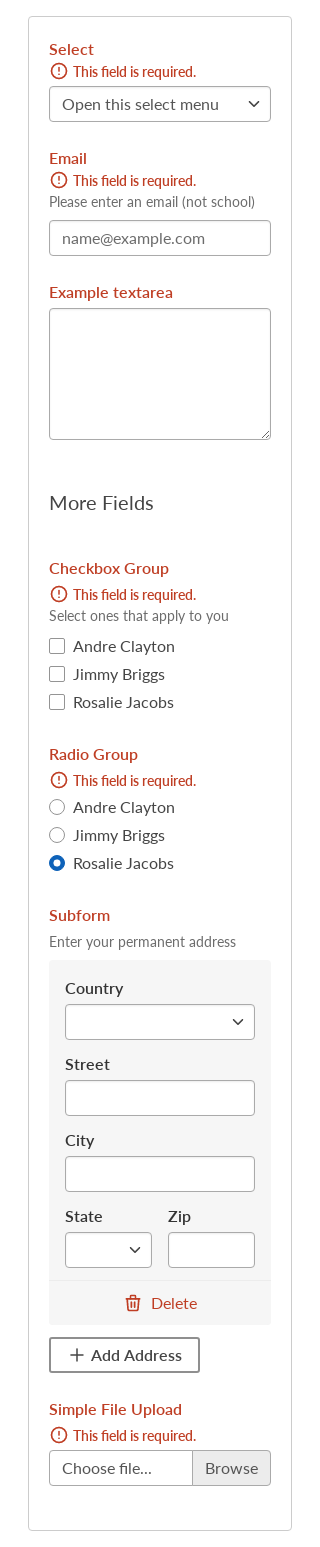 Select
This field is required.
Open this select menu
Email
This field is required.
Please enter an email (not school)
name@example.com
Example textarea
More Fields
Checkbox Group
This field is required.
Select ones that apply to you
Andre Clayton
Jimmy Briggs
Rosalie Jacobs
Radio Group
This field is required.
Andre Clayton
Jimmy Briggs
Rosalie Jacobs
Subform
Enter your permanent address
Country
Street
City
State Zip
Delete
Add Address
Simple File Upload
This field is required.
Choose file... Browse